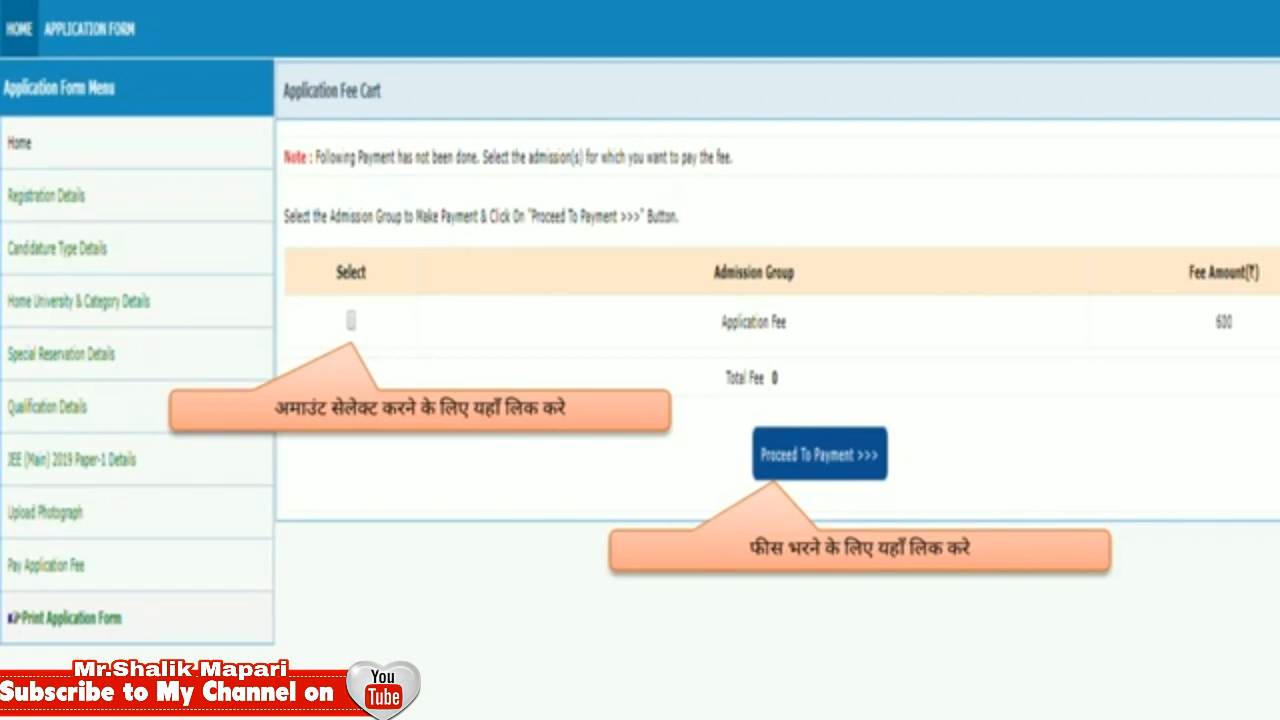 HOME APPLICATION FORM
Application Form Menu
Home
Registration Details
Candidature Type Details
Home University & Category Details
Special Reservation Details
Qualification Details
JEE (Main) 2019 Paper-1 Details
Upload Photograph
Pay Application Fee
Print Application Form
Application Fee Cart
Note : Following Payment has not been done. Select the admission(s) for which you want to pay the fee.
Select the Admission Group to Make Payment & Click On "Proceed To Payment >>>" Button.
Select Admission Group Fee Amount(₹)
Application Fee 600
Total Fee 0
अमाउंट सेलेक्ट करने के लिए यहाँ लिक करे
Proceed To Payment >>>
फीस भरने के लिए यहाँ लिक करे
Mr.Shalik Mapari
Subscribe to My Channel on
You
Tube